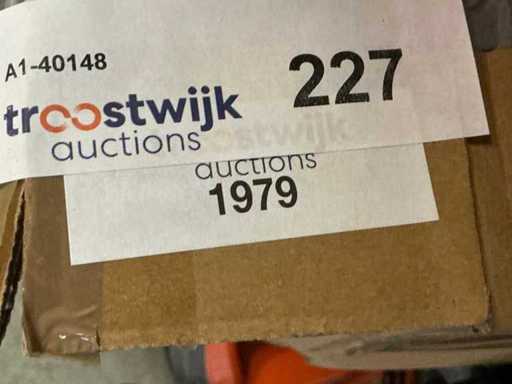 A1-40148 227
troostwijk
auctions
auctions
1979